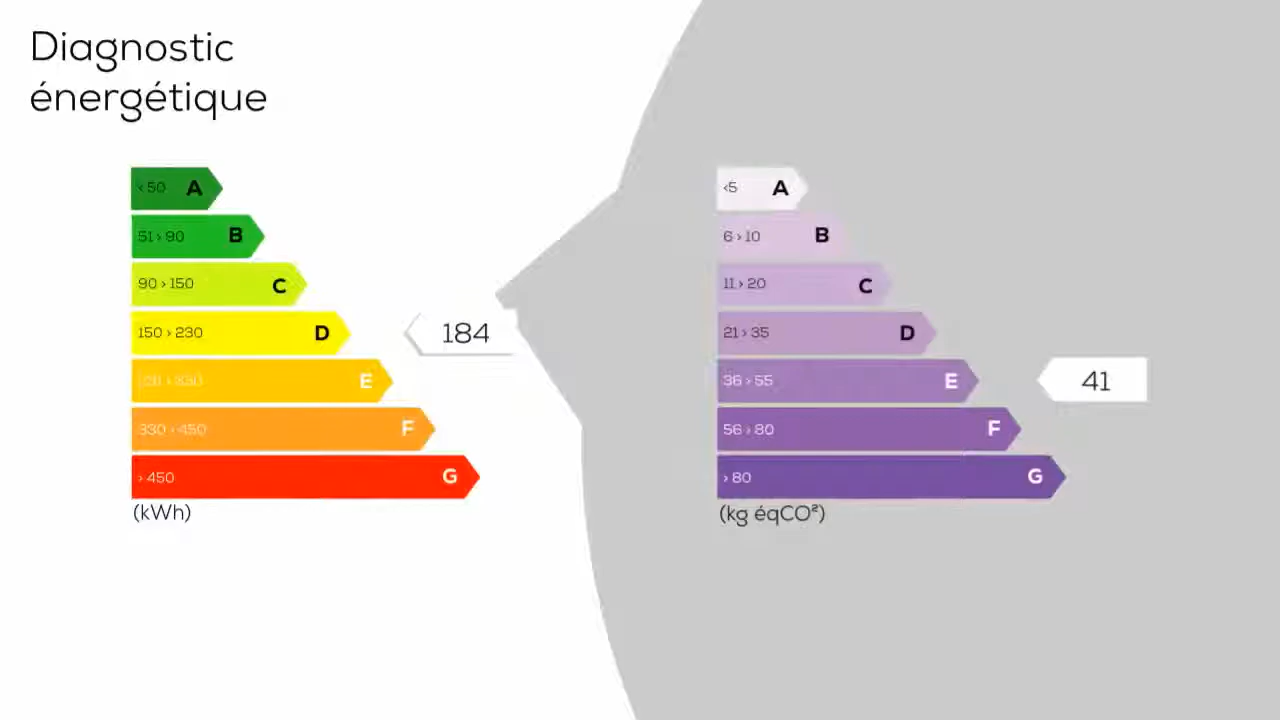 Diagnostic
énergétique
< 50 A
51 > 90 B
90 > 150 C
150 > 230 D
184
330 E
330 > 450 F
> 450 G
(kWh)
<5 A
6 > 10 B
11 > 20 C
21 > 35 D
36 > 55 E
41
56 > 80 F
> 80 G
(kg éqCO²)